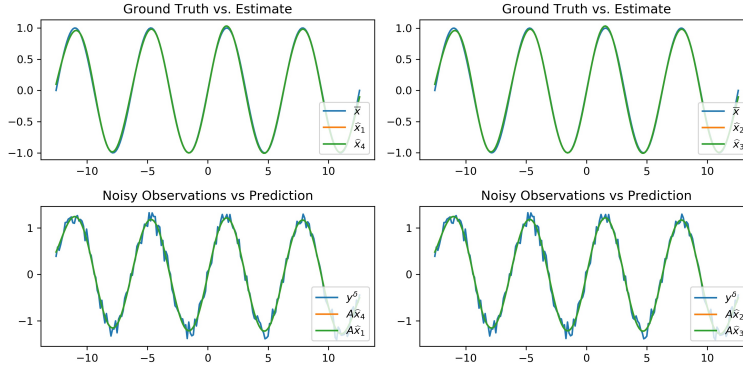 Ground Truth vs. Estimate
1.0
0.5
0.0
−0.5
−1.0
x̅
x̂₁
x̂₄
−10 −5 0 5 10
Ground Truth vs. Estimate
1.0
0.5
0.0
−0.5
−1.0
x̅
x̂₂
x̂₃
−10 −5 0 5 10
Noisy Observations vs Prediction
1
0
−1
y^δ
Ax̂₄
Ax̂₁
−10 −5 0 5 10
Noisy Observations vs Prediction
1
0
−1
y^δ
Ax̂₂
Ax̂₃
−10 −5 0 5 10